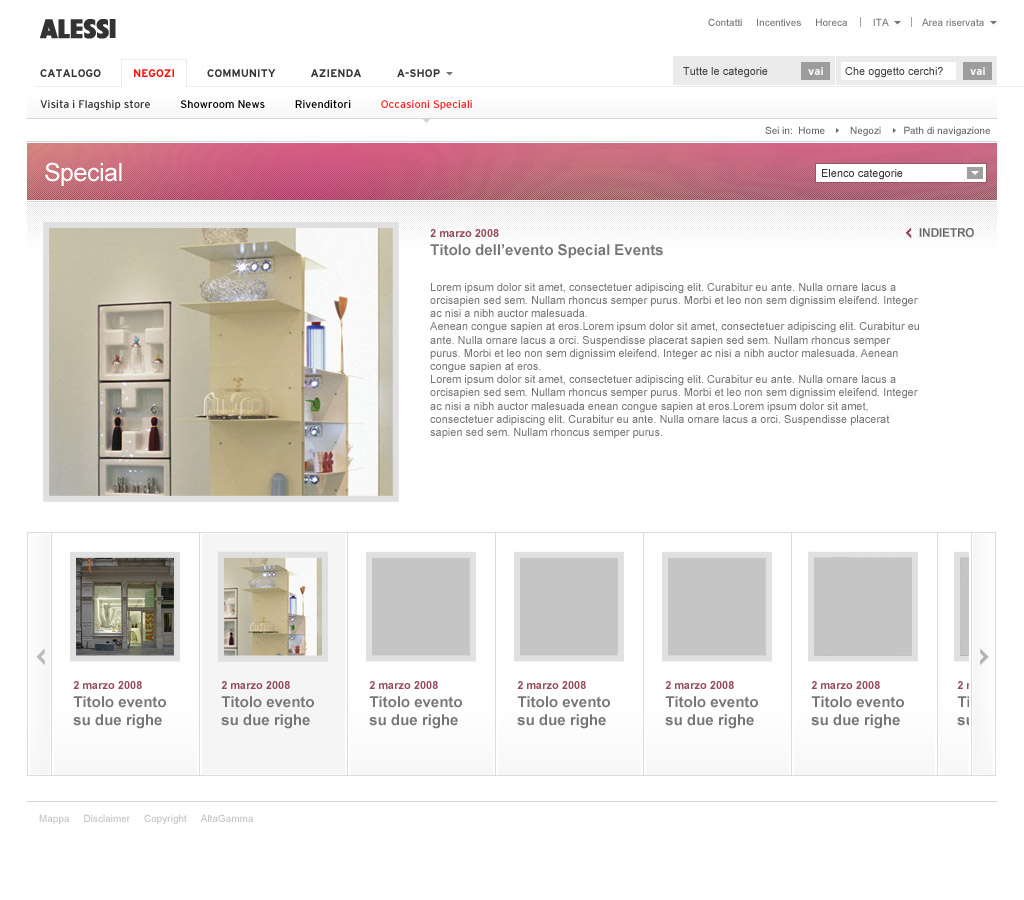 ALESSI
Contatti Incentives Horeca | ITA | Area riservata
CATALOGO NEGOZI COMMUNITY AZIENDA A-SHOP
Tutte le categorie vai Che oggetto cerchi? vai
Visita i Flagship store Showroom News Rivenditori Occasioni Speciali
Sei in: Home Negozi Path di navigazione
Special
Elenco categorie
2 marzo 2008
INDIETRO
Titolo dell'evento Special Events
Lorem ipsum dolor sit amet, consectetuer adipiscing elit. Curabitur eu ante. Nulla ornare lacus a
orcisapien sed sem. Nullam rhoncus semper purus. Morbi et leo non sem dignissim eleifend. Integer
ac nisi a nibh auctor malesuada.
Aenean congue sapien at eros.Lorem ipsum dolor sit amet, consectetuer adipiscing elit. Curabitur eu
ante. Nulla ornare lacus a orci. Suspendisse placerat sapien sed sem. Nullam rhoncus semper
purus. Morbi et leo non sem dignissim eleifend. Integer ac nisi a nibh auctor malesuada. Aenean
congue sapien at eros.
Lorem ipsum dolor sit amet, consectetuer adipiscing elit. Curabitur eu ante. Nulla ornare lacus a
orcisapien sed sem. Nullam rhoncus semper purus. Morbi et leo non sem dignissim eleifend. Integer
ac nisi a nibh auctor malesuada enean congue sapien at eros.Lorem ipsum dolor sit amet,
consectetuer adipiscing elit. Curabitur eu ante. Nulla ornare lacus a orci. Suspendisse placerat
sapien sed sem. Nullam rhoncus semper purus.
ALESSI
2 marzo 2008 2 marzo 2008 2 marzo 2008 2 marzo 2008 2 marzo 2008 2 marzo 2008 2
Titolo evento Titolo evento Titolo evento Titolo evento Titolo evento Titolo evento Ti
su due righe su due righe su due righe su due righe su due righe su due righe su
Mappa Disclaimer Copyright AltaGamma